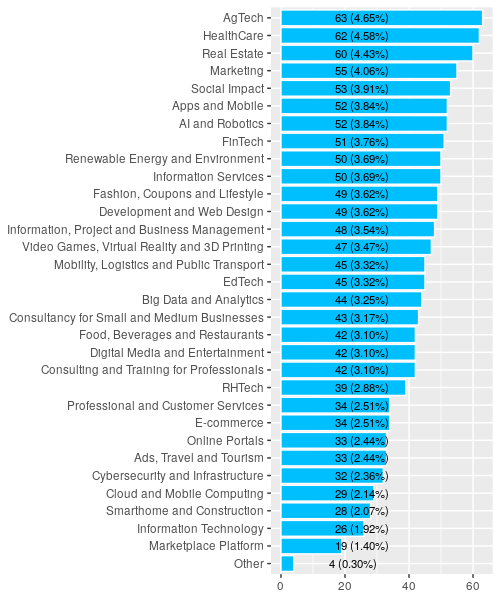 AgTech 63 (4.65%)
HealthCare 62 (4.58%)
Real Estate 60 (4.43%)
Marketing 55 (4.06%)
Social Impact 53 (3.91%)
Apps and Mobile 52 (3.84%)
AI and Robotics 52 (3.84%)
FinTech 51 (3.76%)
Renewable Energy and Environment 50 (3.69%)
Information Services 50 (3.69%)
Fashion, Coupons and Lifestyle 49 (3.62%)
Development and Web Design 49 (3.62%)
Information, Project and Business Management 48 (3.54%)
Video Games, Virtual Reality and 3D Printing 47 (3.47%)
Mobility, Logistics and Public Transport 45 (3.32%)
EdTech 45 (3.32%)
Big Data and Analytics 44 (3.25%)
Consultancy for Small and Medium Businesses 43 (3.17%)
Food, Beverages and Restaurants 42 (3.10%)
Digital Media and Entertainment 42 (3.10%)
Consulting and Training for Professionals 42 (3.10%)
RHTech 39 (2.88%)
Professional and Customer Services 34 (2.51%)
E-commerce 34 (2.51%)
Online Portals 33 (2.44%)
Ads, Travel and Tourism 33 (2.44%)
Cybersecurity and Infrastructure 32 (2.36%)
Cloud and Mobile Computing 29 (2.14%)
Smarthome and Construction 28 (2.07%)
Information Technology 26 (1.92%)
Marketplace Platform 19 (1.40%)
Other 4 (0.30%)
0 20 40 60